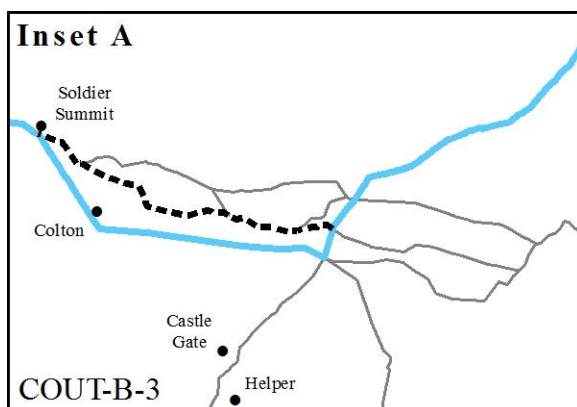 Inset A
Soldier
Summit
Colton
Castle
Gate
Helper
COUT-B-3